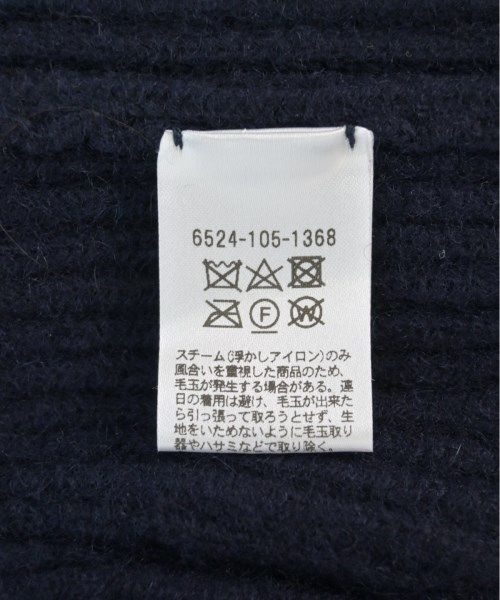 6524-105-1368
F
W
スチーム(浮かしアイロン)のみ
風合いを重視した商品のため、
毛玉が発生する場合がある。連
日の着用は避け、毛玉が出来た
ら引っ張って取ろうとせず、生
地をいためないように毛玉取り
器やハサミなどで取り除く。